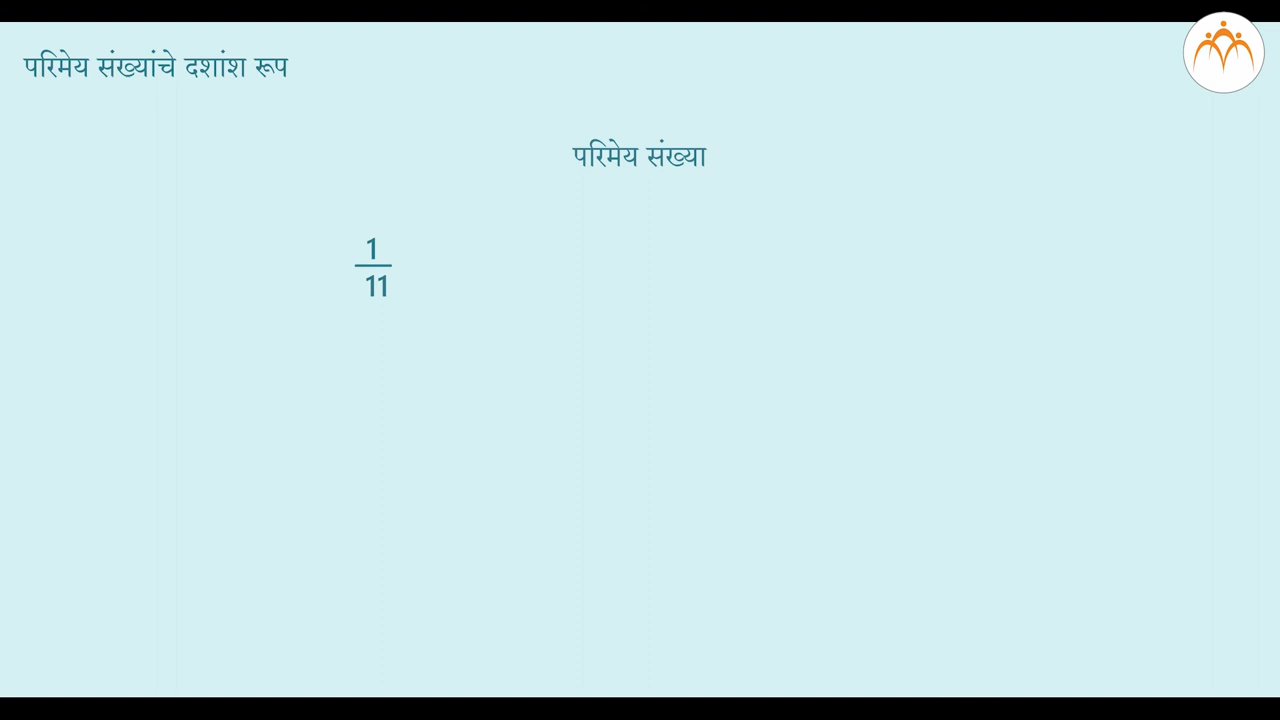 परिमेय संख्यांचे दशांश रूप
परिमेय संख्या
1
11